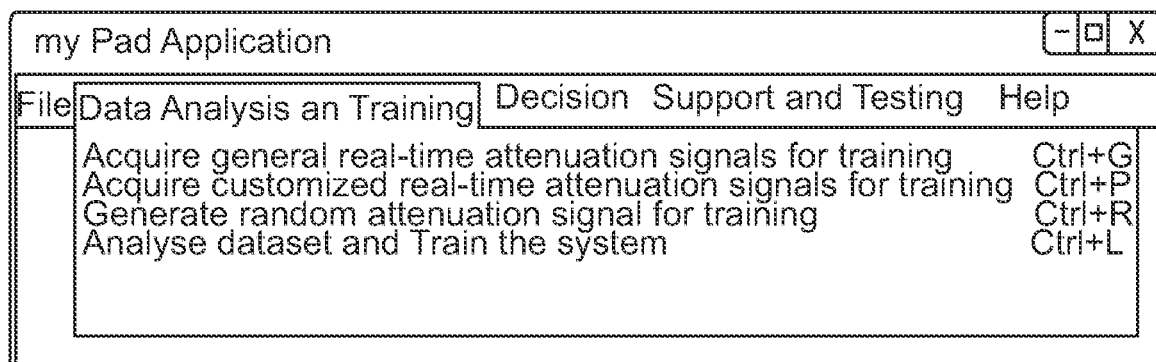 my Pad Application - □ X
File Data Analysis an Training Decision Support and Testing Help
Acquire general real-time attenuation signals for training Ctrl+G
Acquire customized real-time attenuation signals for training Ctrl+P
Generate random attenuation signal for training Ctrl+R
Analyse dataset and Train the system Ctrl+L